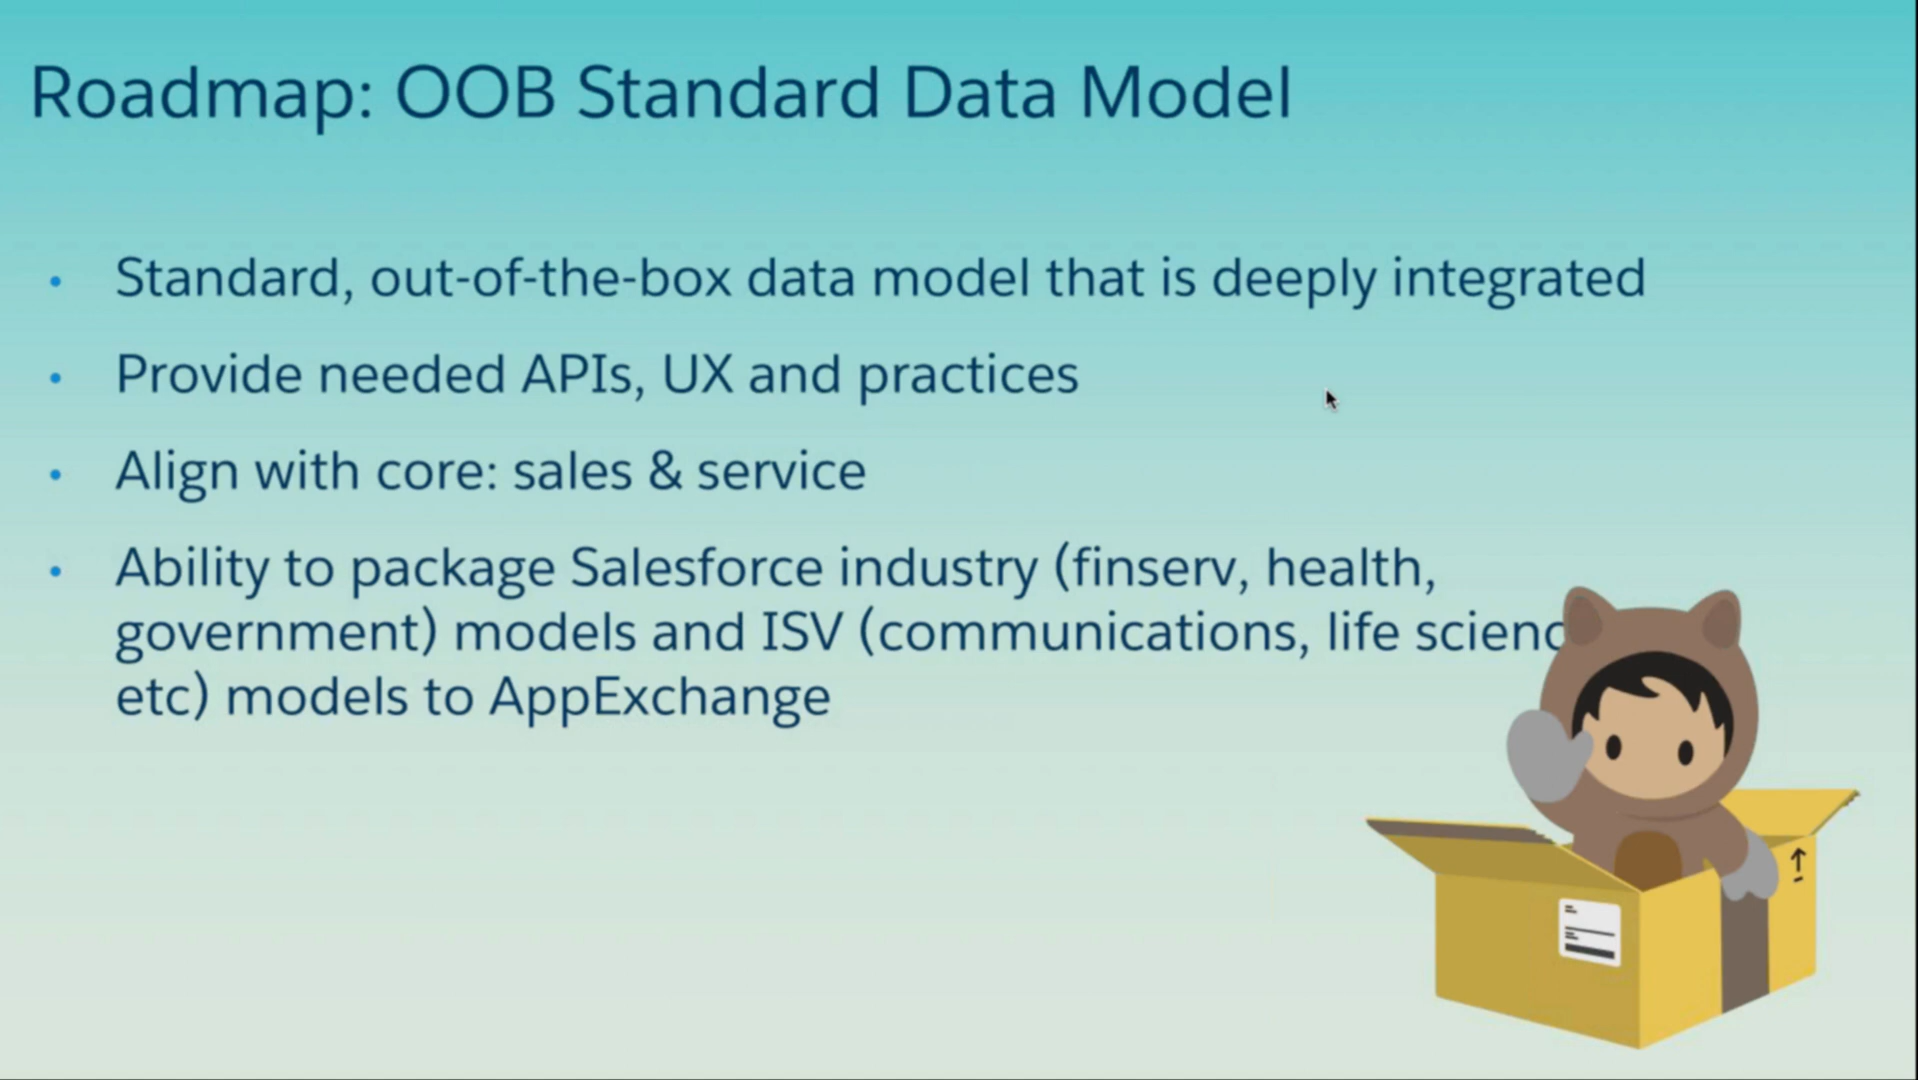 Roadmap: OOB Standard Data Model
• Standard, out-of-the-box data model that is deeply integrated
• Provide needed APIs, UX and practices
• Align with core: sales & service
• Ability to package Salesforce industry (finserv, health,
government) models and ISV (communications, life
etc) models to AppExchange